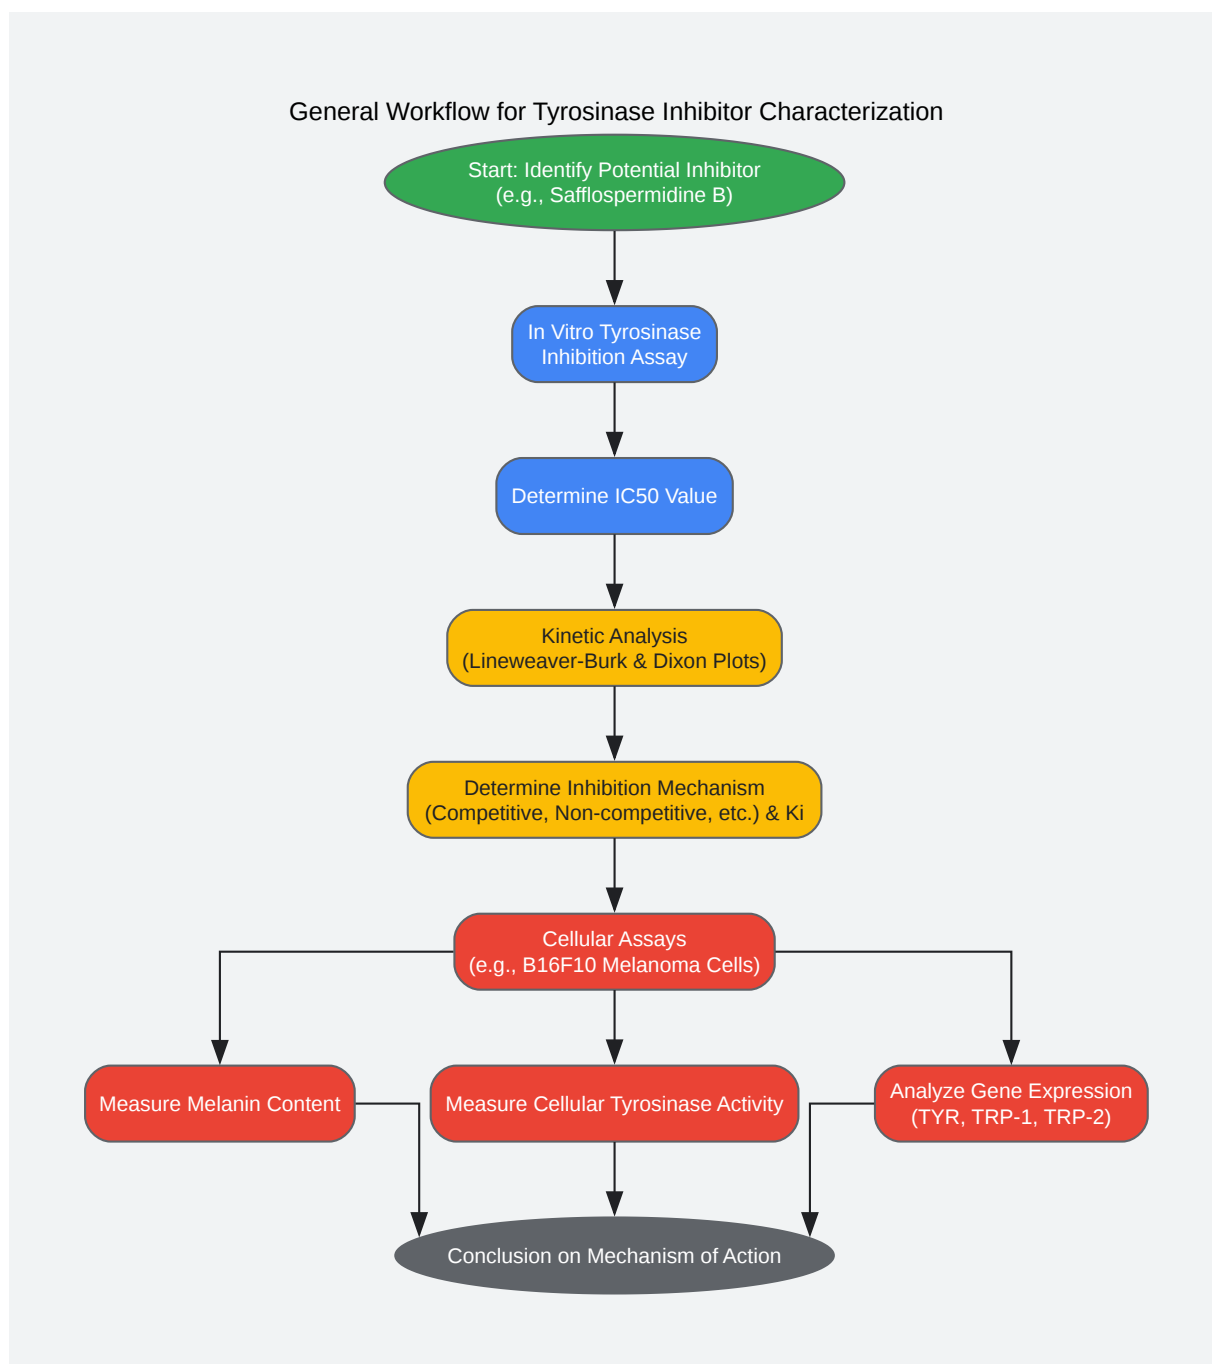 General Workflow for Tyrosinase Inhibitor Characterization
Start: Identify Potential Inhibitor
(e.g., Safflospermidine B)
In Vitro Tyrosinase
Inhibition Assay
Determine IC50 Value
Kinetic Analysis
(Lineweaver-Burk & Dixon Plots)
Determine Inhibition Mechanism
(Competitive, Non-competitive, etc.) & Ki
Cellular Assays
(e.g., B16F10 Melanoma Cells)
Measure Melanin Content
Measure Cellular Tyrosinase Activity
Analyze Gene Expression
(TYR, TRP-1, TRP-2)
Conclusion on Mechanism of Action